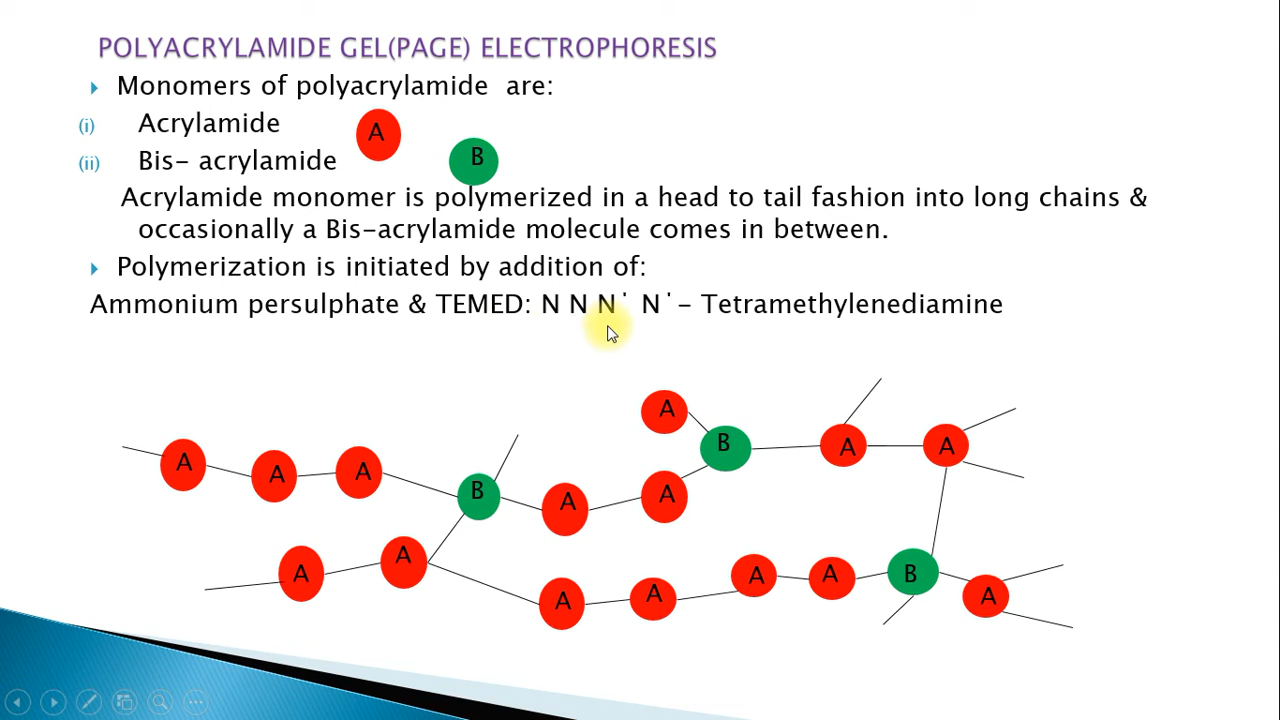 POLYACRYLAMIDE GEL(PAGE) ELECTROPHORESIS
Monomers of polyacrylamide are:
(i) Acrylamide
A
(ii) Bis- acrylamide
B
Acrylamide monomer is polymerized in a head to tail fashion into long chains &
occasionally a Bis-acrylamide molecule comes in between.
Polymerization is initiated by addition of:
Ammonium persulphate & TEMED: N N N˙ N˙- Tetramethylenediamine
A
B
A
A
A
A
A
B
A
A
A
A
A
A
A
A
B
A